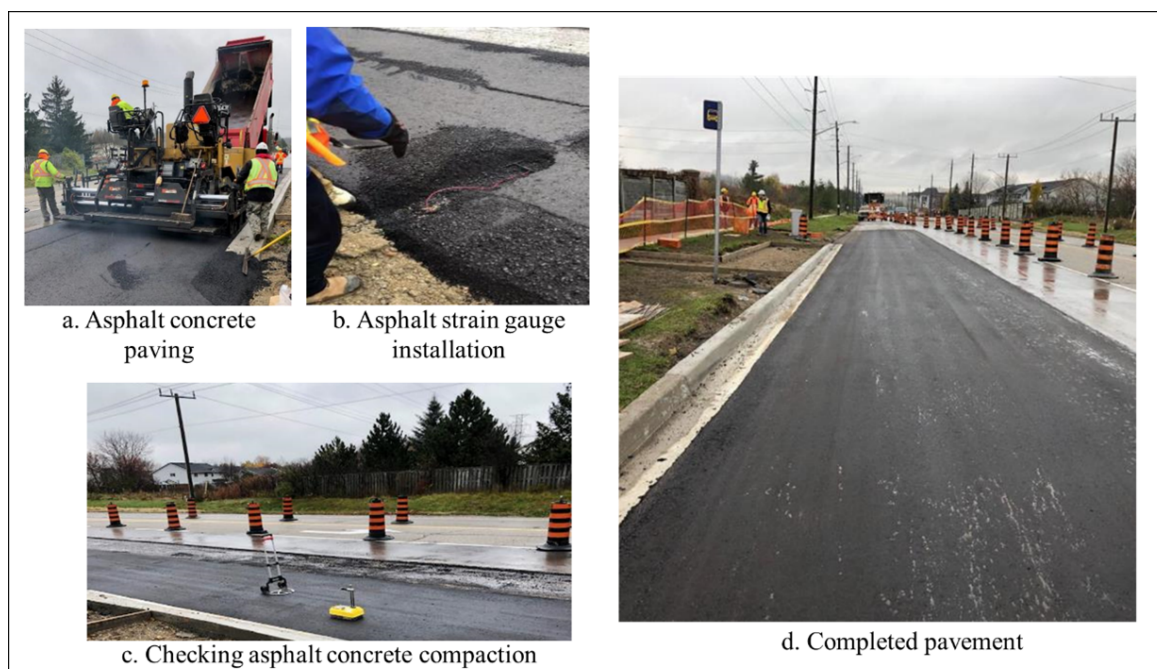 a. Asphalt concrete
paving
b. Asphalt strain gauge
installation
c. Checking asphalt concrete compaction
d. Completed pavement